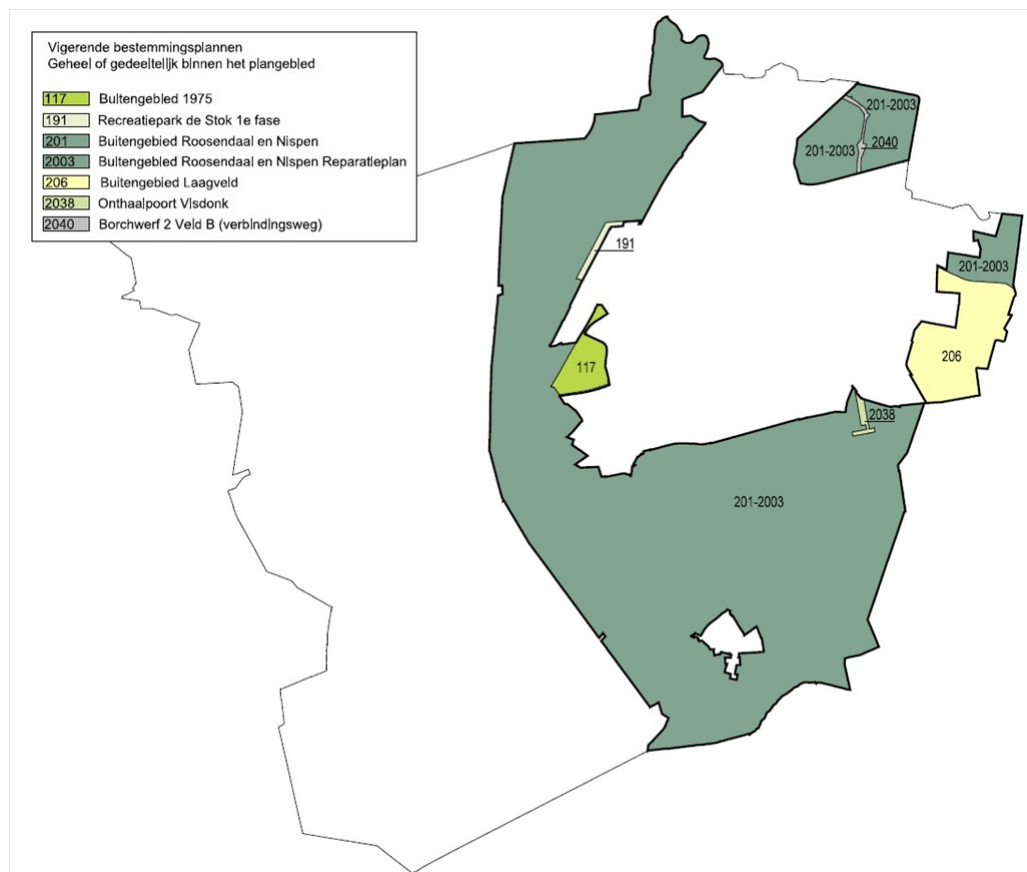 Vigerende bestemmingsplannen
Geheel of gedeeltelijk binnen het plangebied
117 Buitengebied 1975
191 Recreatiepark de Stok 1e fase
201 Buitengebied Roosendaal en Nispen
2003 Buitengebied Roosendaal en Nispen Reparatieplan
206 Buitengebied Laagveld
2038 Onthaalpoort Visdonk
2040 Borchwerf 2 Veld B (verbindingsweg)
201-2003
2040
201-2003
191
201-2003
206
117
2038
201-2003